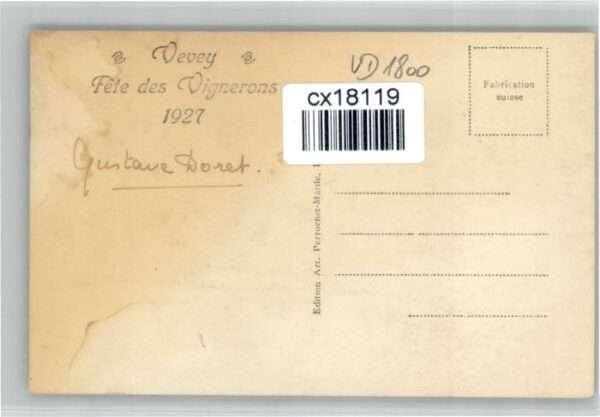 Vevey
Fête des Vignerons
1927
VD 1800
cx18119
Fabrication
suisse
Gustave Doret.
Edition Art. Perrochet-Matile,